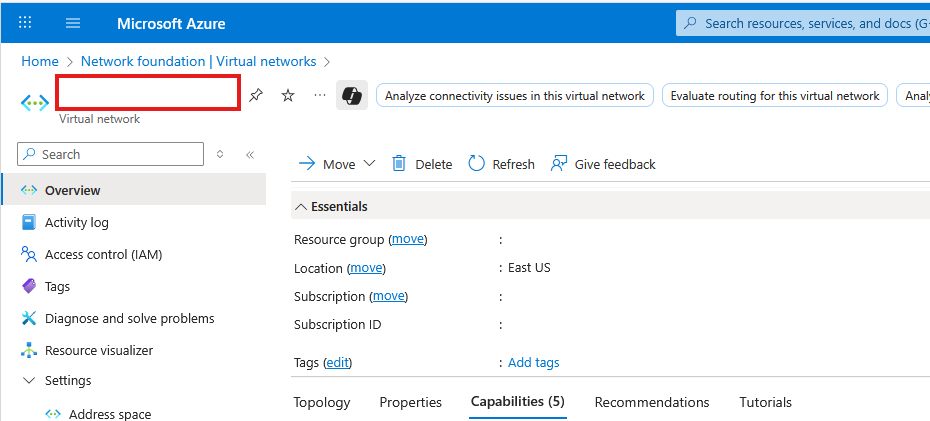 Microsoft Azure
Search resources, services, and docs (G+
Home > Network foundation | Virtual networks >
Analyze connectivity issues in this virtual network
Evaluate routing for this virtual network
Analy
Virtual network
Search
Move
Delete
Refresh
Give feedback
Overview
Activity log
Access control (IAM)
Tags
Diagnose and solve problems
Resource visualizer
Settings
Address space
Essentials
Resource group (move) :
Location (move) : East US
Subscription (move) :
Subscription ID :
Tags (edit) : Add tags
Topology
Properties
Capabilities (5)
Recommendations
Tutorials